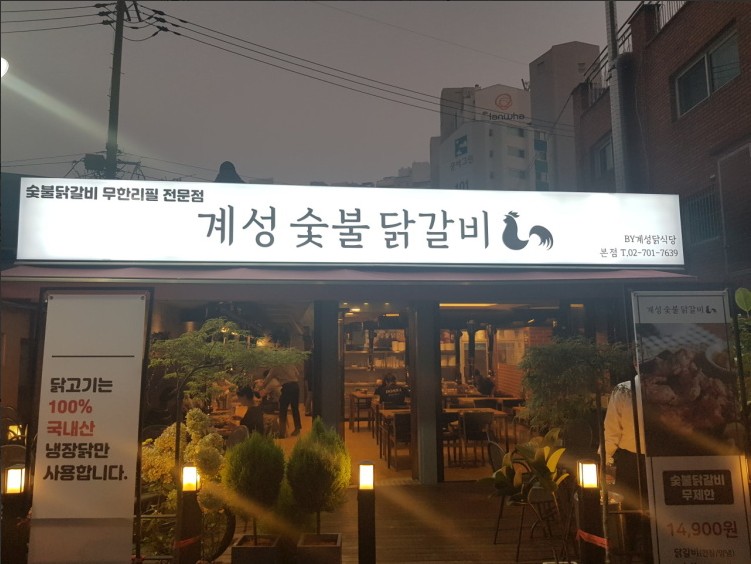 숯불닭갈비 무한리필 전문점
계성 숯불 닭갈비
BY계성닭식당
본점 T.02-701-7639
닭고기는
100%
국내산
냉장닭만
사용합니다.
계성 숯불 닭갈비
숯불닭갈비
무제한
14,900원
hanwha